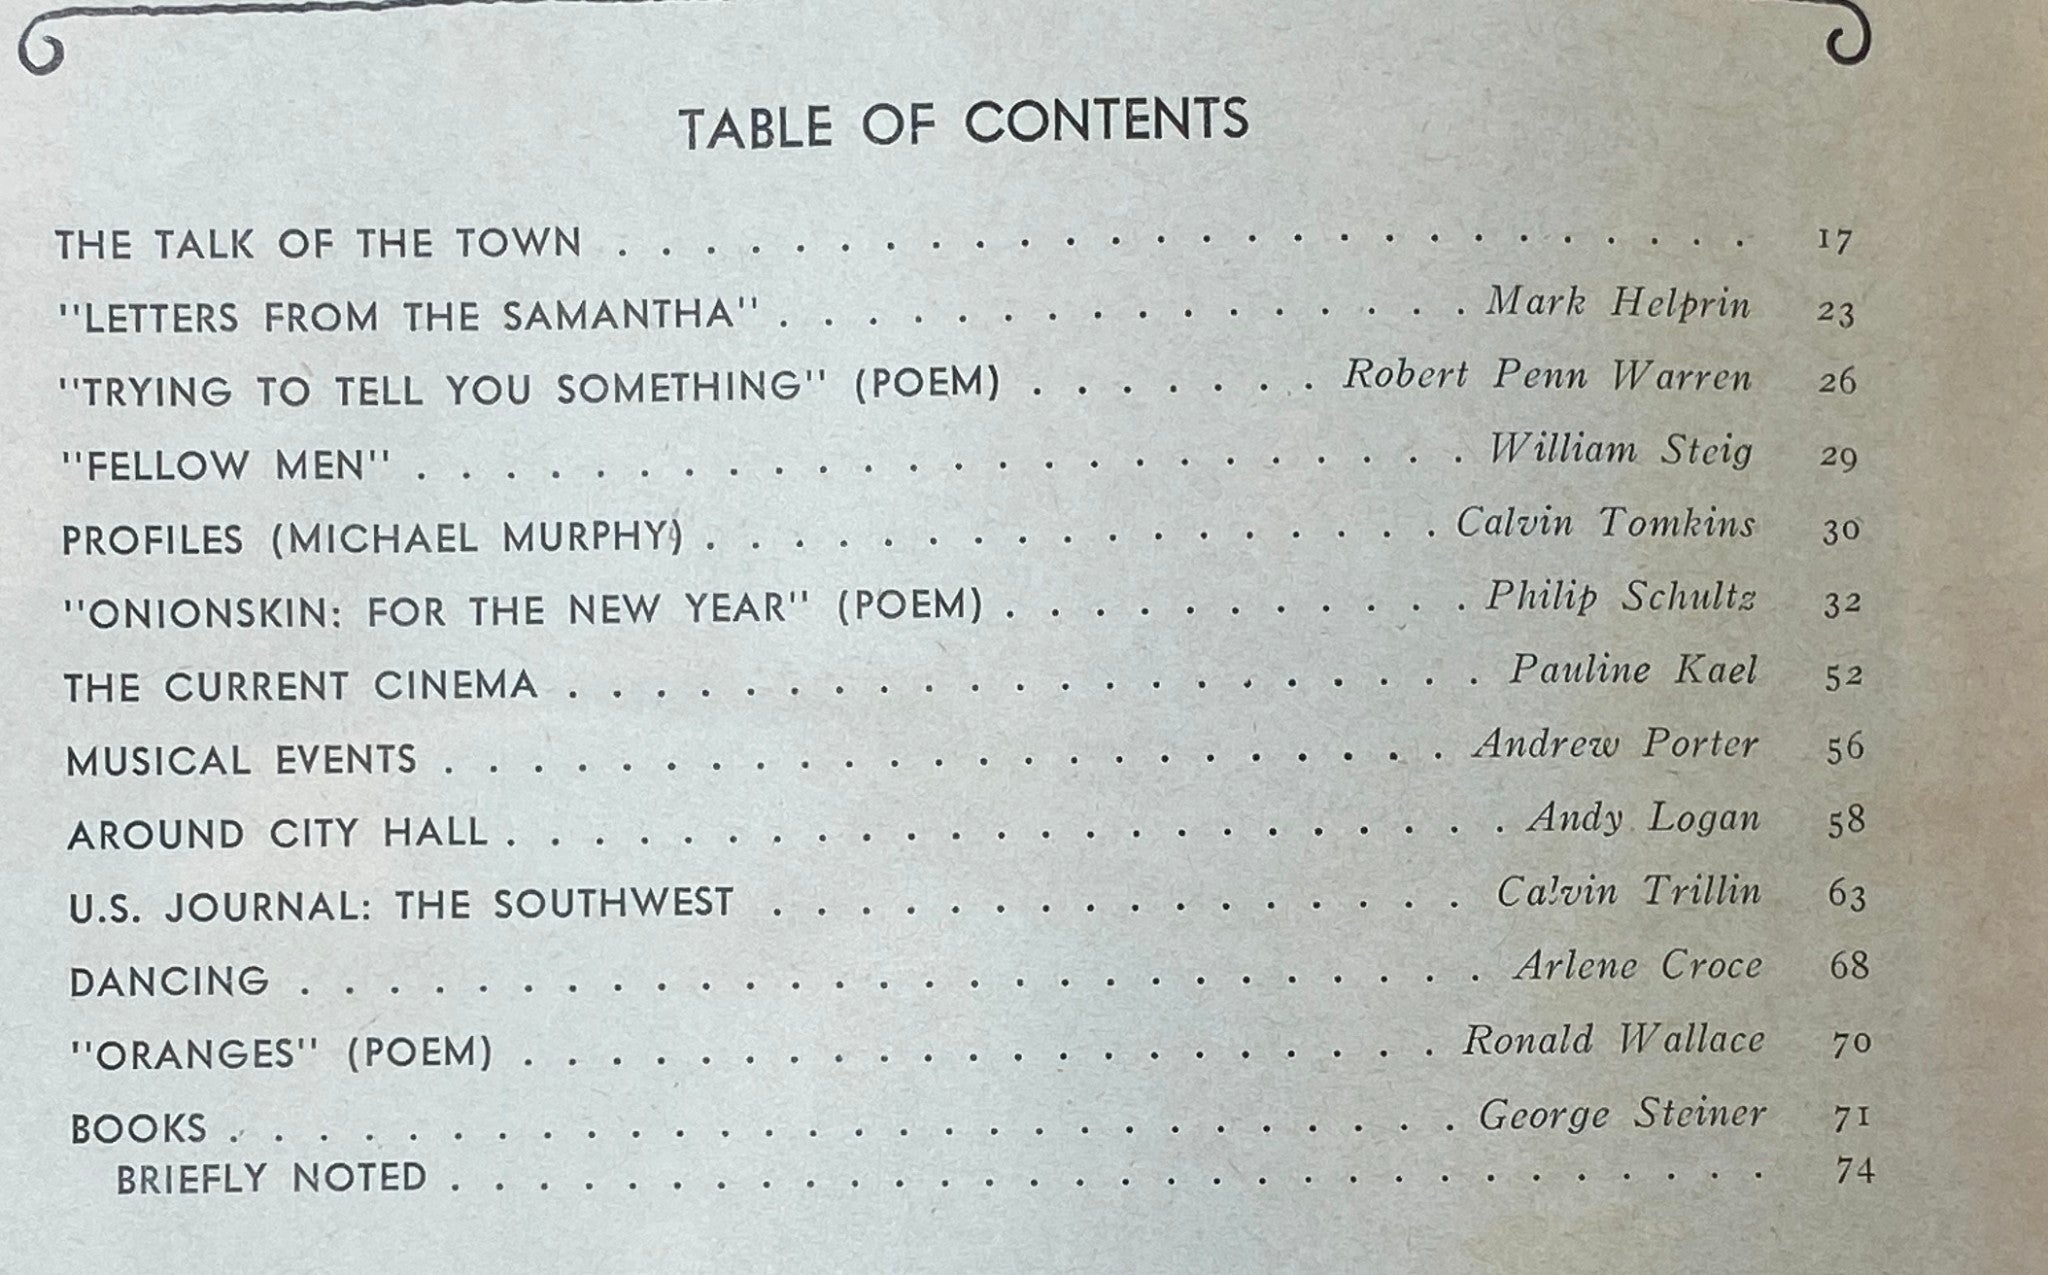 TABLE OF CONTENTS
THE TALK OF THE TOWN . . . . . . . . . . . . . . . . . . . . . . . . . . 17
"LETTERS FROM THE SAMANTHA" . . . . . . . . . . . . . . . . Mark Helprin 23
"TRYING TO TELL YOU SOMETHING" (POEM) . . . . . . . Robert Penn Warren 26
"FELLOW MEN" . . . . . . . . . . . . . . . . . . . . . . . . William Steig 29
PROFILES (MICHAEL MURPHY) . . . . . . . . . . . . . . . . . Calvin Tomkins 30
"ONIONSKIN: FOR THE NEW YEAR" (POEM) . . . . . . . . . . . Philip Schultz 32
THE CURRENT CINEMA . . . . . . . . . . . . . . . . . . . . . Pauline Kael 52
MUSICAL EVENTS . . . . . . . . . . . . . . . . . . . . . . . Andrew Porter 56
AROUND CITY HALL . . . . . . . . . . . . . . . . . . . . . . . Andy Logan 58
U.S. JOURNAL: THE SOUTHWEST . . . . . . . . . . . . . . . . Calvin Trillin 63
DANCING . . . . . . . . . . . . . . . . . . . . . . . . . . . Arlene Croce 68
"ORANGES" (POEM) . . . . . . . . . . . . . . . . . . . . . Ronald Wallace 70
BOOKS . . . . . . . . . . . . . . . . . . . . . . . . . . . . George Steiner 71
BRIEFLY NOTED . . . . . . . . . . . . . . . . . . . . . . . . . . . . . . 74